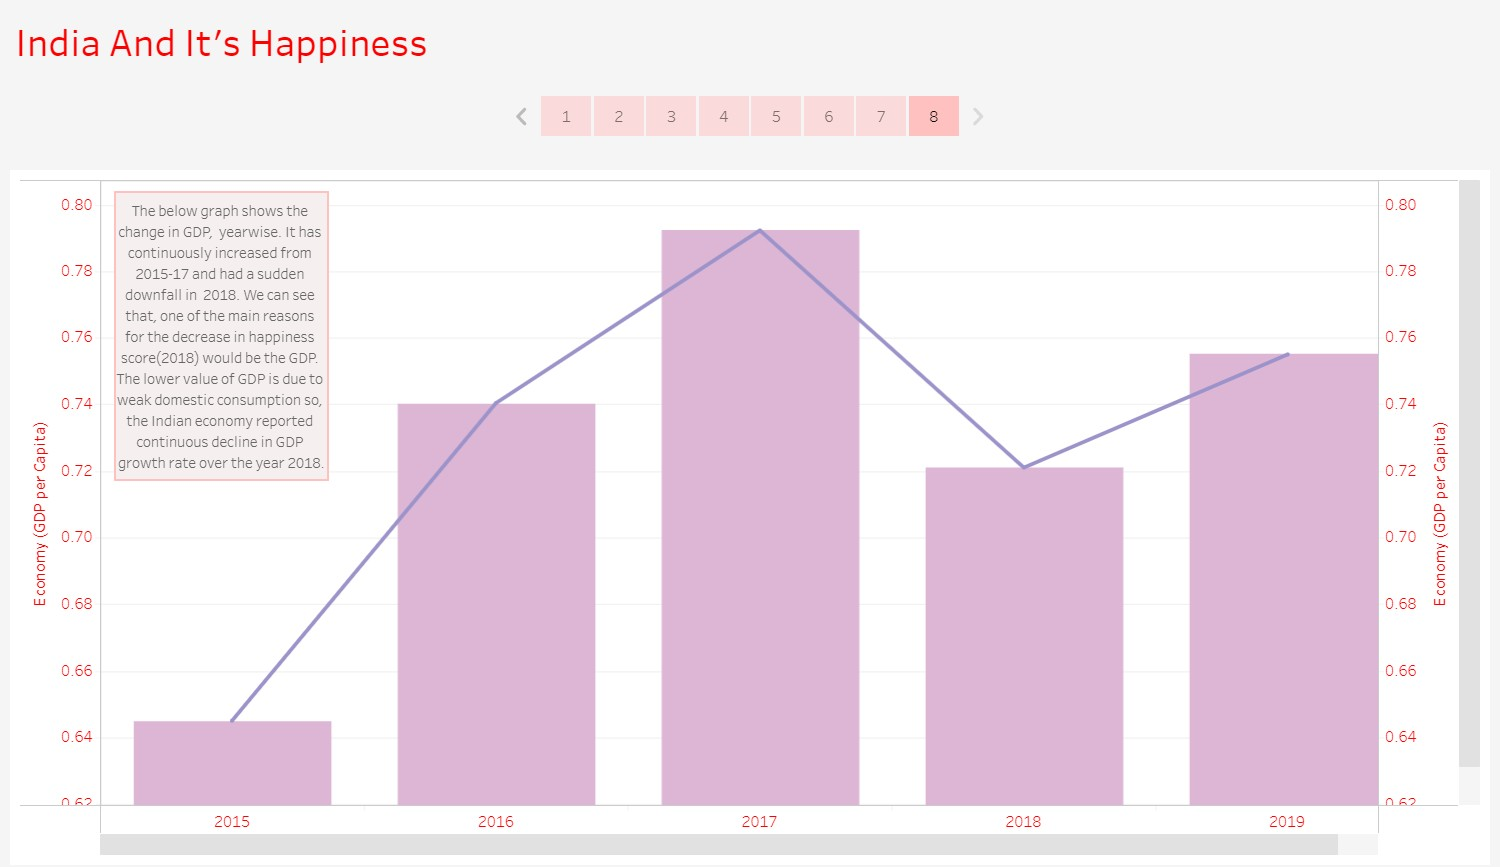 India And It’s Happiness
1 2 3 4 5 6 7 8
The below graph shows the
change in GDP,  yearwise. It has
continuously increased from
2015-17 and had a sudden
downfall in  2018. We can see
that, one of the main reasons
for the decrease in happiness
score(2018) would be the GDP.
The lower value of GDP is due to
weak domestic consumption so,
the Indian economy reported
continuous decline in GDP
growth rate over the year 2018.
Economy (GDP per Capita)
0.80
0.78
0.76
0.74
0.72
0.70
0.68
0.66
0.64
0.62
0.80
0.78
0.76
0.74
0.72
0.70
0.68
0.66
0.64
0.62
Economy (GDP per Capita)
2015 2016 2017 2018 2019